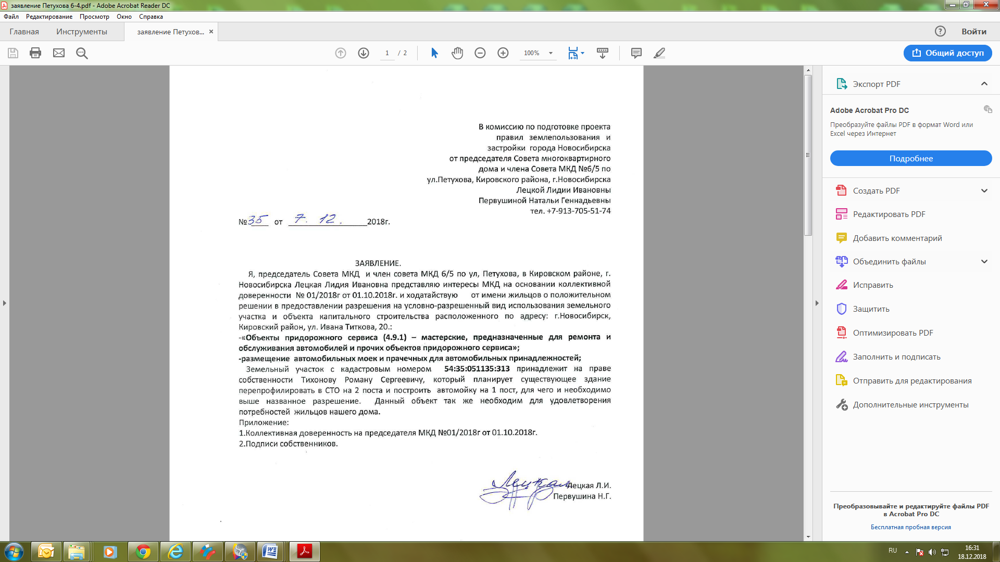 заявление Петухова 6-4.pdf - Adobe Acrobat Reader DC
Файл Редактирование Просмотр Окно Справка
Главная Инструменты заявление Петухов... Войти
1 / 2 100% Общий доступ
В комиссию по подготовке проекта
правил землепользования и
застройки города Новосибирска
от председателя Совета многоквартирного
дома и члена Совета МКД №6/5 по
ул.Петухова, Кировского района, г.Новосибирска
Лецкой Лидии Ивановны
Первушиной Натальи Геннадьевны
тел. +7-913-705-51-74
№ 35 от 7. 12. 2018г.
ЗАЯВЛЕНИЕ.
Я, председатель Совета МКД и член совета МКД 6/5 по ул, Петухова, в Кировском районе, г.
Новосибирска Лецкая Лидия Ивановна представляю интересы МКД на основании коллективной
доверенности № 01/2018г от 01.10.2018г. и ходатайствую от имени жильцов о положительном
решении в предоставлении разрешения на условно-разрешенный вид использования земельного
участка и объекта капитального строительства расположенного по адресу: г.Новосибирск,
Кировский район, ул. Ивана Титкова, 20.:
-«Объекты придорожного сервиса (4.9.1) – мастерские, предназначенные для ремонта и
обслуживания автомобилей и прочих объектов придорожного сервиса»;
-размещение автомобильных моек и прачечных для автомобильных принадлежностей;
Земельный участок с кадастровым номером 54:35:051135:313 принадлежит на праве
собственности Тихонову Роману Сергеевичу, который планирует существующее здание
перепрофилировать в СТО на 2 поста и построить автомойку на 1 пост, для чего и необходимо
выше названное разрешение. Данный объект так же необходим для удовлетворения
потребностей жильцов нашего дома.
Приложение:
1.Коллективная доверенность на председателя МКД №01/2018г от 01.10.2018г.
2.Подписи собственников.
Лецкая Лецкая Л.И.
Первушина Н.Г.
Экспорт PDF
Adobe Acrobat Pro DC
Преобразуйте файлы PDF в формат Word или
Excel через Интернет
Подробнее
Создать PDF
Редактировать PDF
Добавить комментарий
Объединить файлы
Исправить
Защитить
Оптимизировать PDF
Заполнить и подписать
Отправить для редактирования
Дополнительные инструменты
Преобразовывайте и редактируйте файлы PDF
в Acrobat Pro DC
Бесплатная пробная версия
RU
16:31
18.12.2018